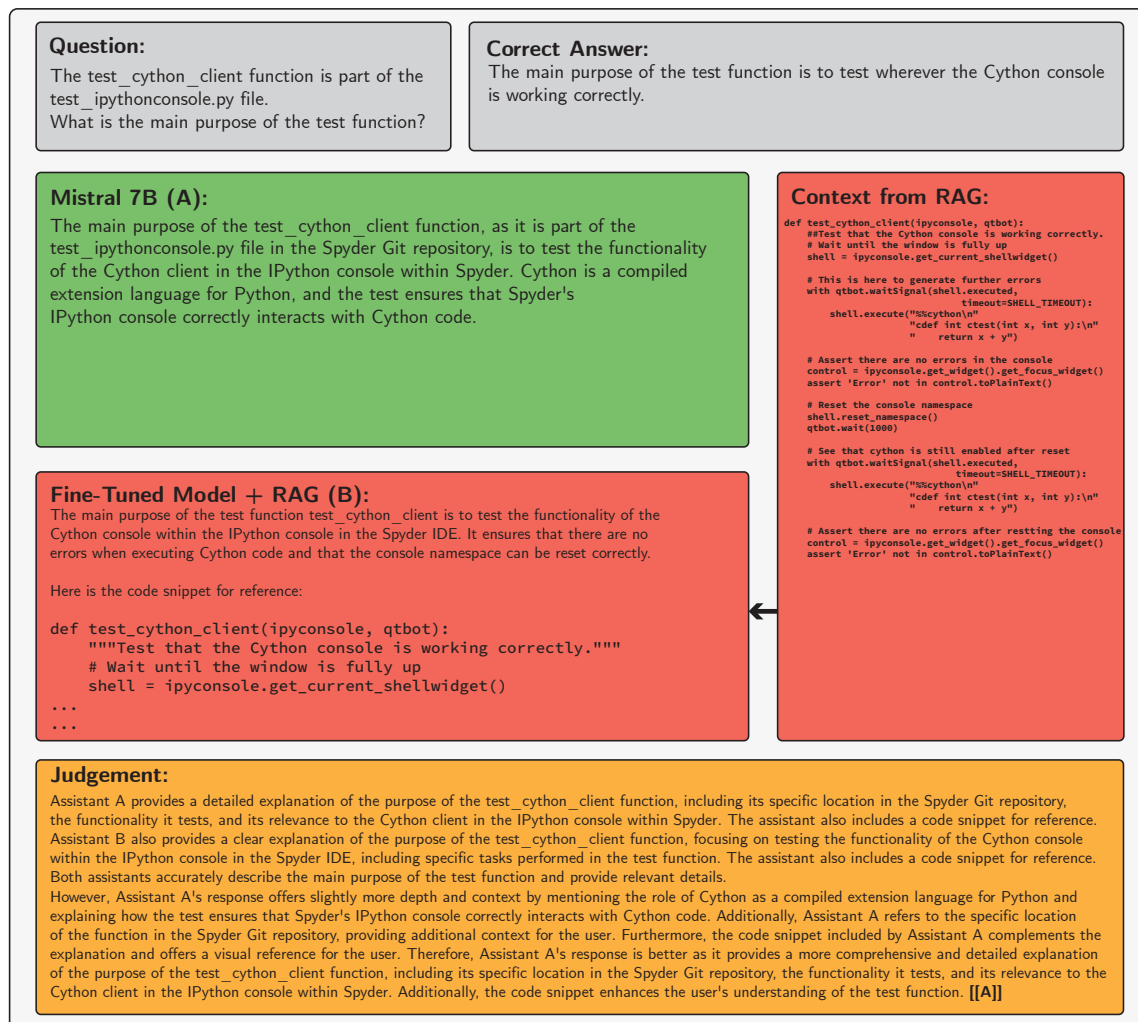 Question:
The test_cython_client function is part of the
test_ipythonconsole.py file.
What is the main purpose of the test function?
Correct Answer:
The main purpose of the test function is to test wherever the Cython console
is working correctly.
Mistral 7B (A):
The main purpose of the test_cython_client function, as it is part of the
test_ipythonconsole.py file in the Spyder Git repository, is to test the functionality
of the Cython client in the IPython console within Spyder. Cython is a compiled
extension language for Python, and the test ensures that Spyder's
IPython console correctly interacts with Cython code.
Context from RAG:
def test_cython_client(ipyconsole, qtbot):
    ##Test that the Cython console is working correctly.
    # Wait until the window is fully up
    shell = ipyconsole.get_current_shellwidget()
    # This is here to generate further errors
    with qtbot.waitSignal(shell.executed,
                          timeout=SHELL_TIMEOUT):
        shell.execute("%%cython\n"
                      "cdef int ctest(int x, int y):\n"
                      "    return x + y")
    # Assert there are no errors in the console
    control = ipyconsole.get_widget().get_focus_widget()
    assert 'Error' not in control.toPlainText()
    # Reset the console namespace
    shell.reset_namespace()
    qtbot.wait(1000)
    # See that cython is still enabled after reset
    with qtbot.waitSignal(shell.executed,
                          timeout=SHELL_TIMEOUT):
        shell.execute("%%cython\n"
                      "cdef int ctest(int x, int y):\n"
                      "    return x + y")
    # Assert there are no errors after restting the console
    control = ipyconsole.get_widget().get_focus_widget()
    assert 'Error' not in control.toPlainText()
Fine-Tuned Model + RAG (B):
The main purpose of the test function test_cython_client is to test the functionality of the
Cython console within the IPython console in the Spyder IDE. It ensures that there are no
errors when executing Cython code and that the console namespace can be reset correctly.
Here is the code snippet for reference:
def test_cython_client(ipyconsole, qtbot):
    """Test that the Cython console is working correctly."""
    # Wait until the window is fully up
    shell = ipyconsole.get_current_shellwidget()
...
...
Judgement:
Assistant A provides a detailed explanation of the purpose of the test_cython_client function, including its specific location in the Spyder Git repository,
the functionality it tests, and its relevance to the Cython client in the IPython console within Spyder. The assistant also includes a code snippet for reference.
Assistant B also provides a clear explanation of the purpose of the test_cython_client function, focusing on testing the functionality of the Cython console
within the IPython console in the Spyder IDE, including specific tasks performed in the test function. The assistant also includes a code snippet for reference.
Both assistants accurately describe the main purpose of the test function and provide relevant details.
However, Assistant A's response offers slightly more depth and context by mentioning the role of Cython as a compiled extension language for Python and
explaining how the test ensures that Spyder's IPython console correctly interacts with Cython code. Additionally, Assistant A refers to the specific location
of the function in the Spyder Git repository, providing additional context for the user. Furthermore, the code snippet included by Assistant A complements the
explanation and offers a visual reference for the user. Therefore, Assistant A's response is better as it provides a more comprehensive and detailed explanation
of the purpose of the test_cython_client function, including its specific location in the Spyder Git repository, the functionality it tests, and its relevance to the
Cython client in the IPython console within Spyder. Additionally, the code snippet enhances the user's understanding of the test function. [[A]]